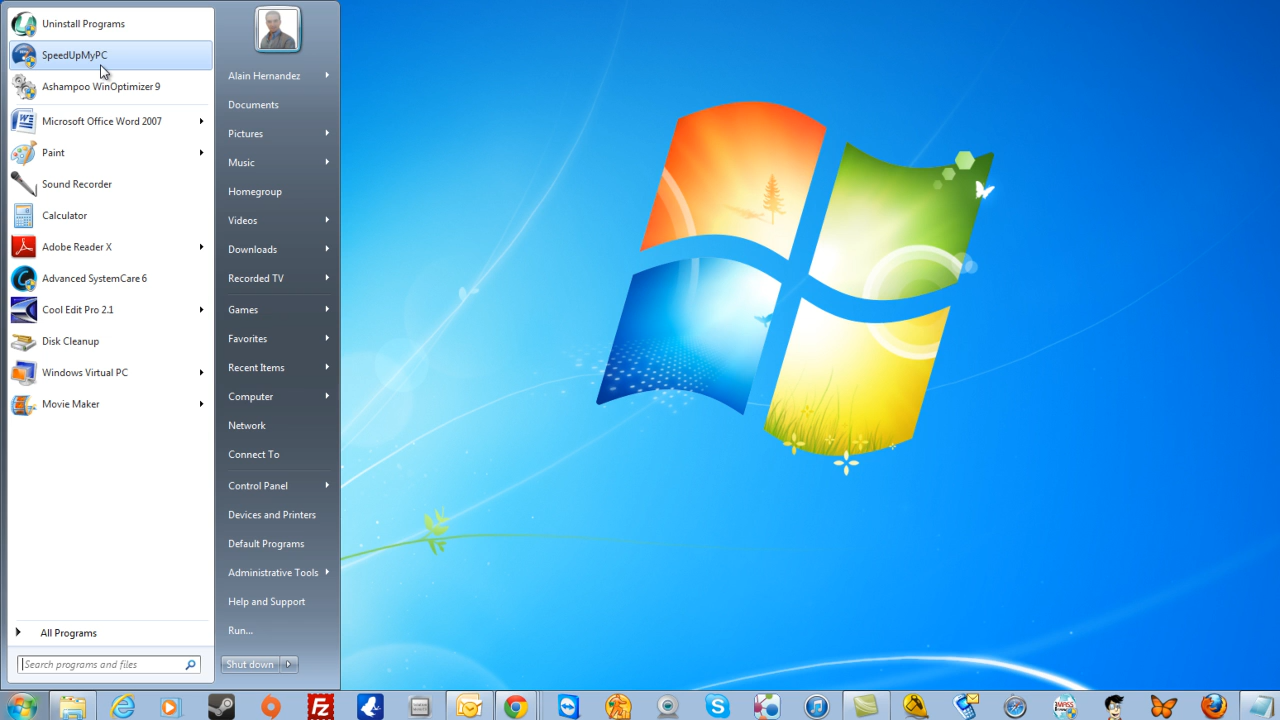 Uninstall Programs
SpeedUpMyPC
Ashampoo WinOptimizer 9
Microsoft Office Word 2007
Paint
Sound Recorder
Calculator
Adobe Reader X
Advanced SystemCare 6
Cool Edit Pro 2.1
Disk Cleanup
Windows Virtual PC
Movie Maker
All Programs
Search programs and files
Alain Hernandez
Documents
Pictures
Music
Homegroup
Videos
Downloads
Recorded TV
Games
Favorites
Recent Items
Computer
Network
Connect To
Control Panel
Devices and Printers
Default Programs
Administrative Tools
Help and Support
Run...
Shut down